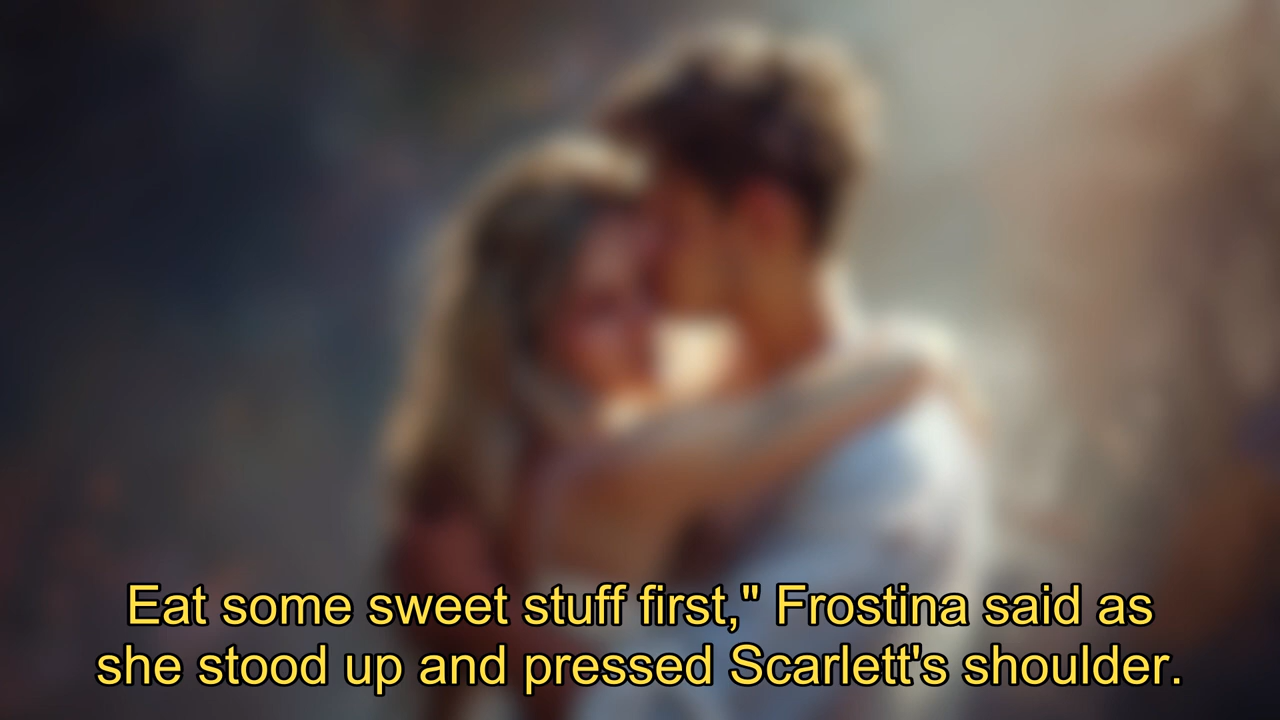 Eat some sweet stuff first," Frostina said as
she stood up and pressed Scarlett's shoulder.